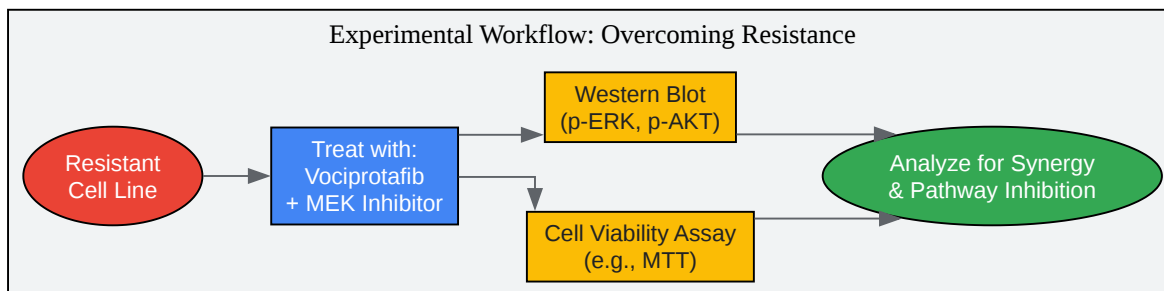 Experimental Workflow: Overcoming Resistance
Resistant
Cell Line
Treat with:
Vociprotafib
+ MEK Inhibitor
Western Blot
(p-ERK, p-AKT)
Cell Viability Assay
(e.g., MTT)
Analyze for Synergy
& Pathway Inhibition